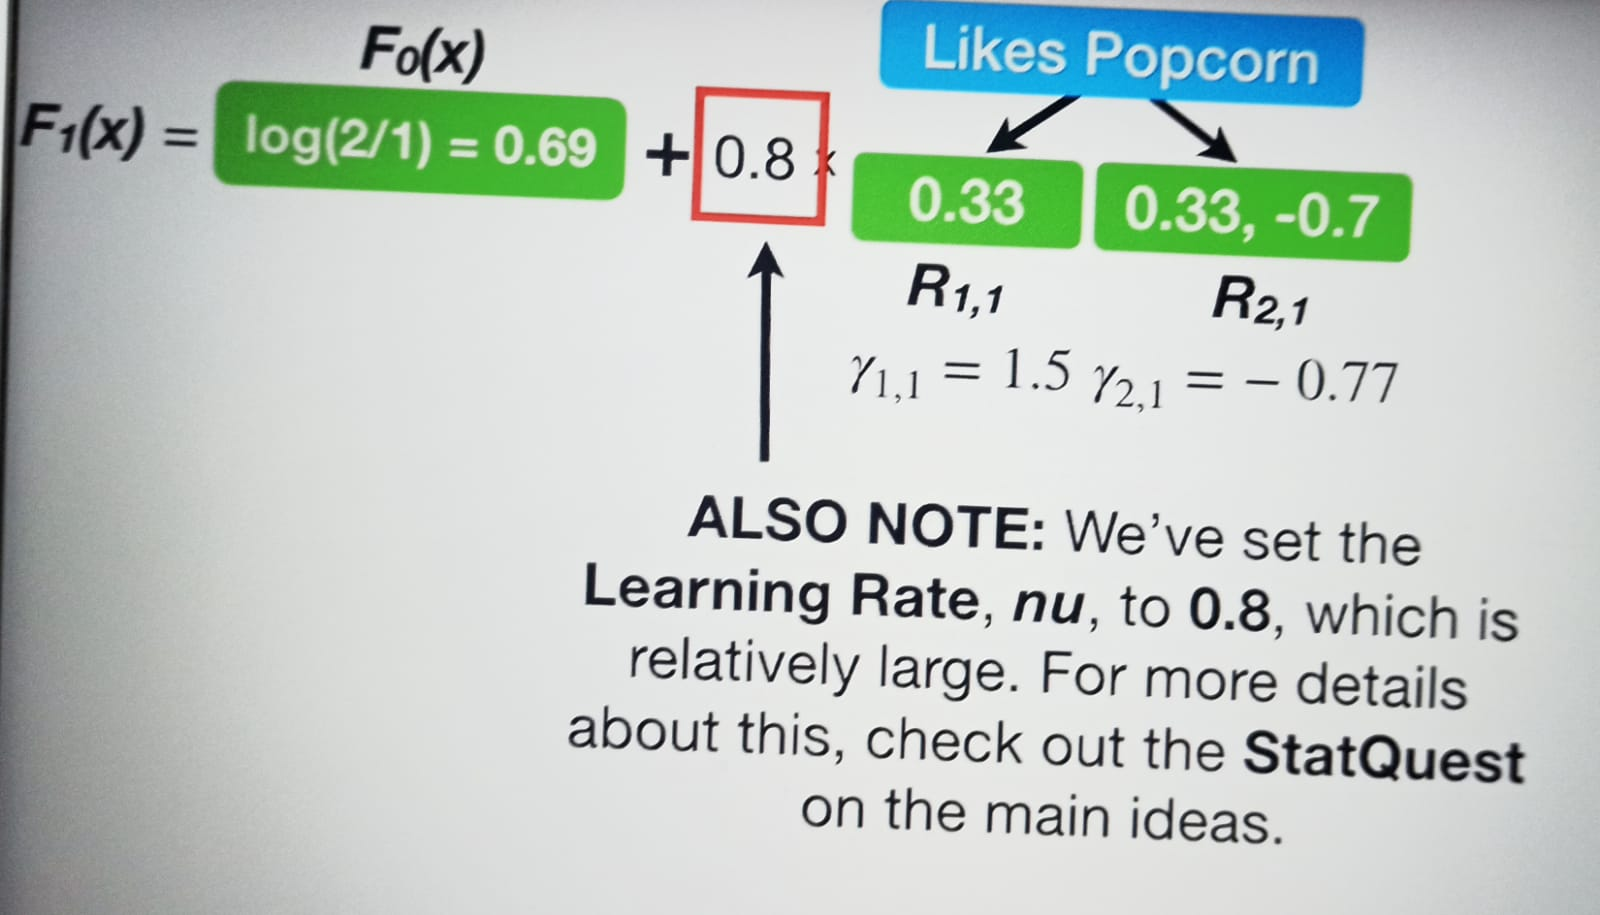 F₀(x)
Likes Popcorn
F₁(x) = log(2/1) = 0.69 + 0.8 ×
0.33 0.33, -0.7
R₁,₁ R₂,₁
γ₁,₁ = 1.5 γ₂,₁ = − 0.77
ALSO NOTE: We’ve set the
Learning Rate, nu, to 0.8, which is
relatively large. For more details
about this, check out the StatQuest
on the main ideas.